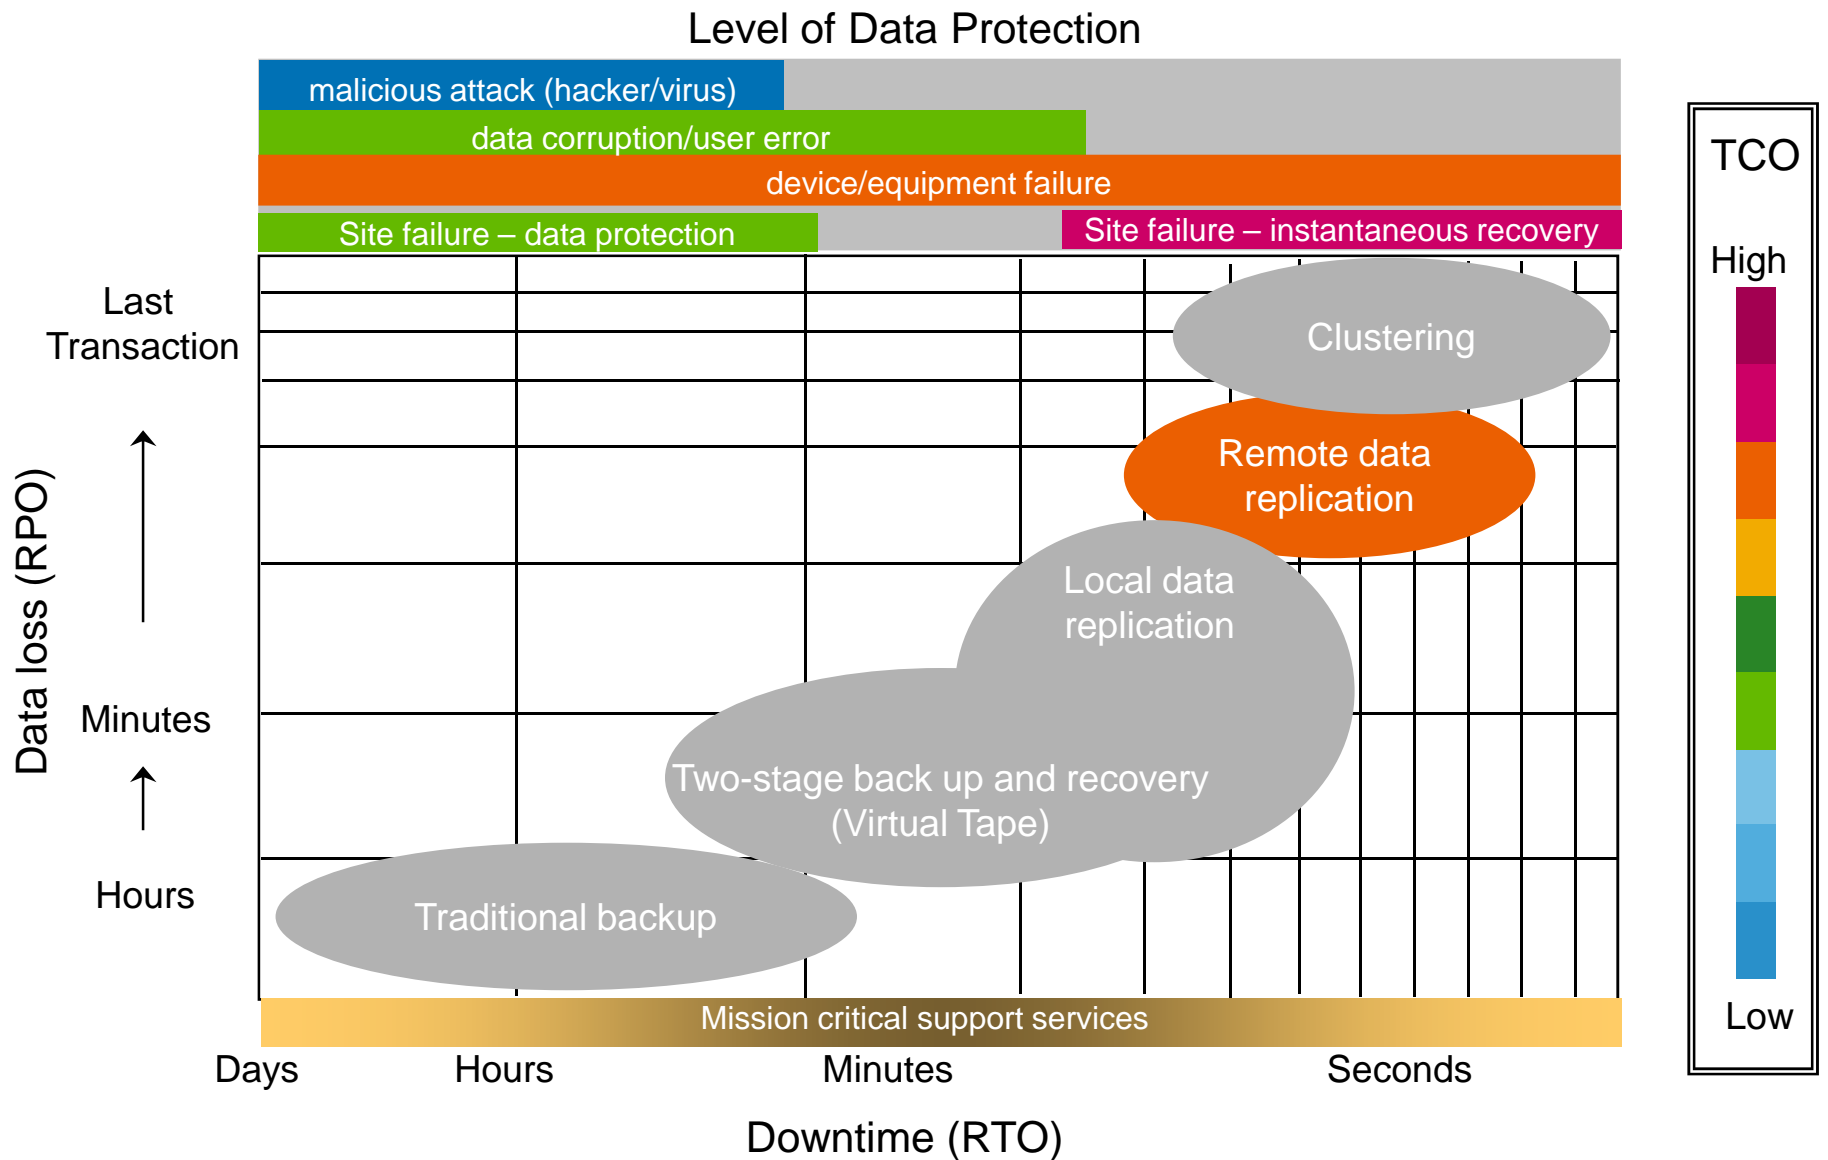 Level of Data Protection
malicious attack (hacker/virus)
data corruption/user error
device/equipment failure
Site failure – data protection
Site failure – instantaneous recovery
TCO
High
Low
Data loss (RPO)
Last
Transaction
Minutes
Hours
Clustering
Remote data
replication
Local data
replication
Two-stage back up and recovery
(Virtual Tape)
Traditional backup
Mission critical support services
Days
Hours
Minutes
Seconds
Downtime (RTO)